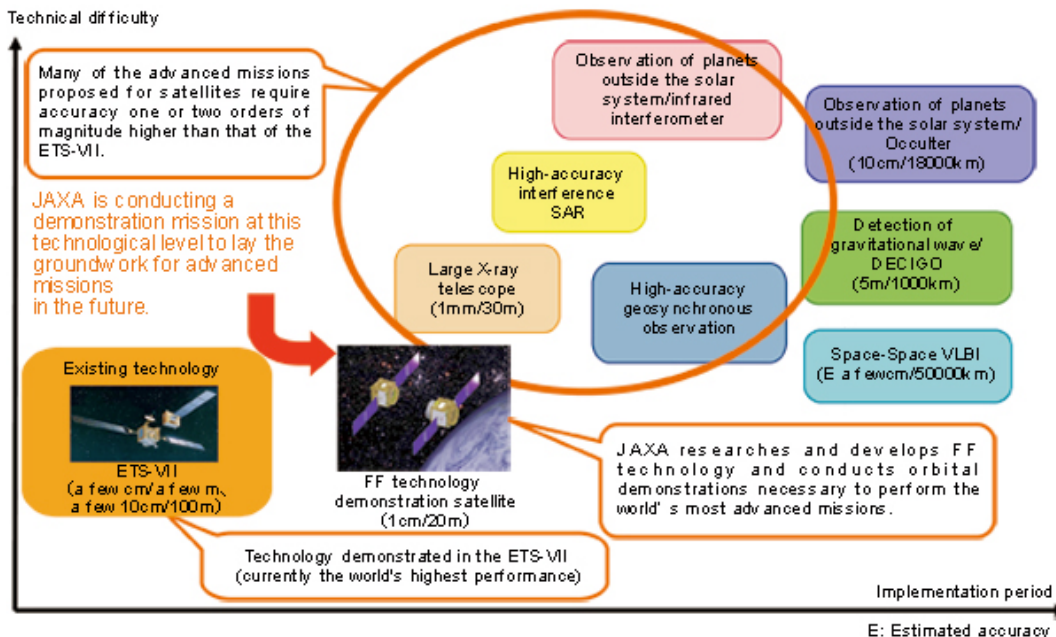 Technical difficulty
Many of the advanced missions
proposed for satellites require
accuracy one or two orders of
magnitude higher than that of the
ETS-VII.
JAXA is conducting a
demonstration mission at this
technological level to lay the
groundwork for advanced
missions
in the future.
Observation of planets
outside the solar
system/infrared
interferometer
Observation of planets
outside the solar system/
Occulter
(10cm/18000km)
High-accuracy
interference
SAR
Detection of
gravitational wave/
DECIGO
(5m/1000km)
Large X-ray
telescope
(1mm/30m)
High-accuracy
geosynchronous
observation
Space-Space VLBI
(E a few cm/50000km)
Existing technology
ETS-VII
(a few cm/a few m、
a few 10cm/100m)
FF technology
demonstration satellite
(1cm/20m)
JAXA researches and develops FF
technology and conducts orbital
demonstrations necessary to perform the
world's most advanced missions.
Technology demonstrated in the ETS-VII
(currently the world's highest performance)
Implementation period
E: Estimated accuracy